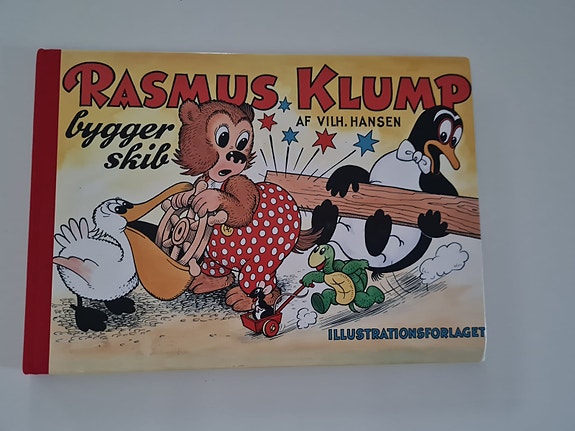 RASMUS KLUMP
AF VILH. HANSEN
bygger
skib
ILLUSTRATIONSFORLAGET